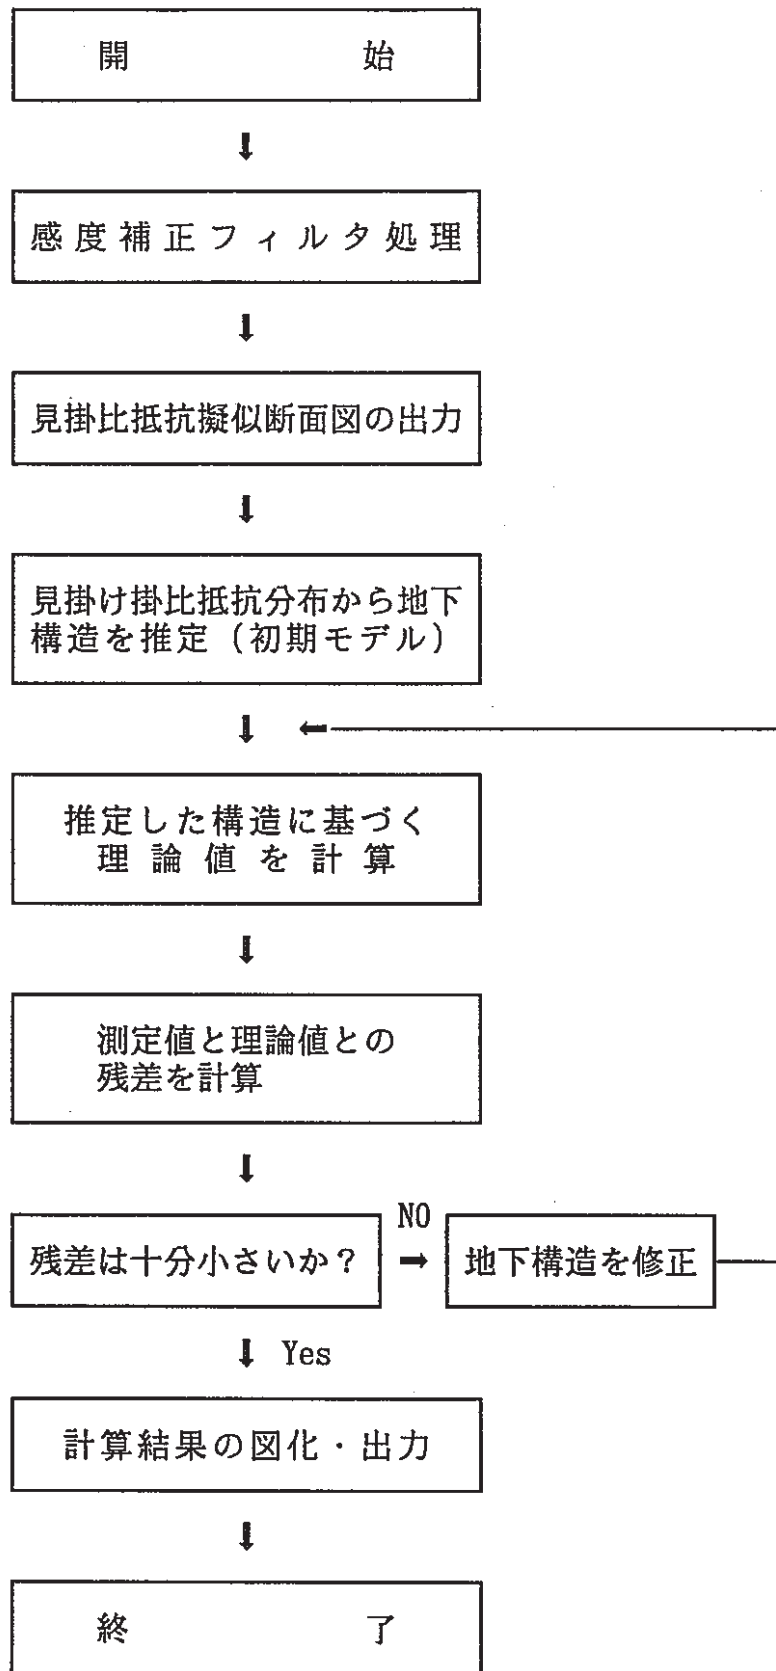 開　始
感度補正フィルタ処理
見掛比抵抗擬似断面図の出力
見掛け掛比抵抗分布から地下
構造を推定（初期モデル）
推定した構造に基づく
理論値を計算
測定値と理論値との
残差を計算
残差は十分小さいか？
NO
地下構造を修正
Yes
計算結果の図化・出力
終　了